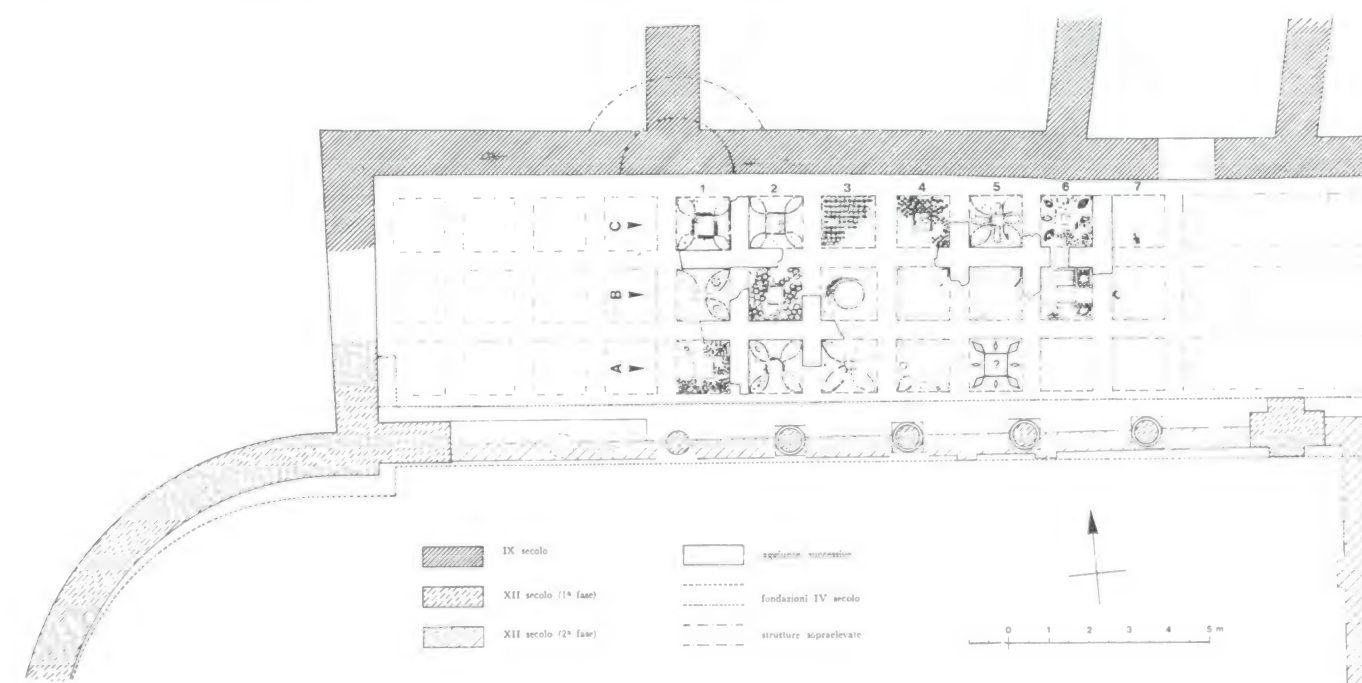 1 2 3 4 5 6 7
C
B
A
IX secolo
XII secolo (1ª fase)
XII secolo (2ª fase)
aggiunte successive
fondazioni IV secolo
strutture sopraelevate
?
0 1 2 3 4 5 m